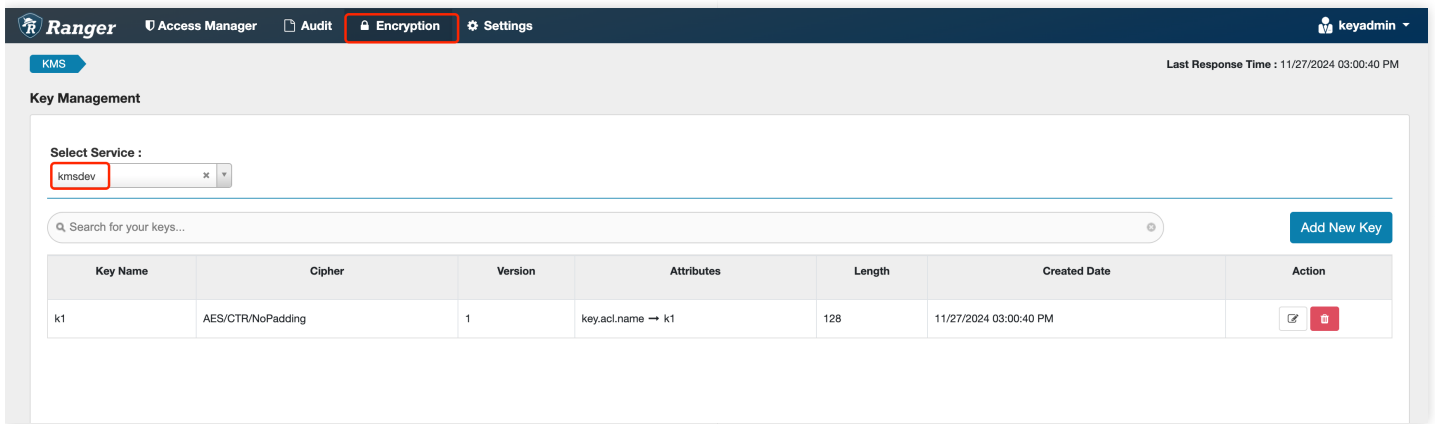 Ranger Access Manager Audit Encryption Settings keyadmin
KMS Last Response Time : 11/27/2024 03:00:40 PM
Key Management
Select Service :
kmsdev
Search for your keys... Add New Key
Key Name Cipher Version Attributes Length Created Date Action
k1 AES/CTR/NoPadding 1 key.acl.name → k1 128 11/27/2024 03:00:40 PM